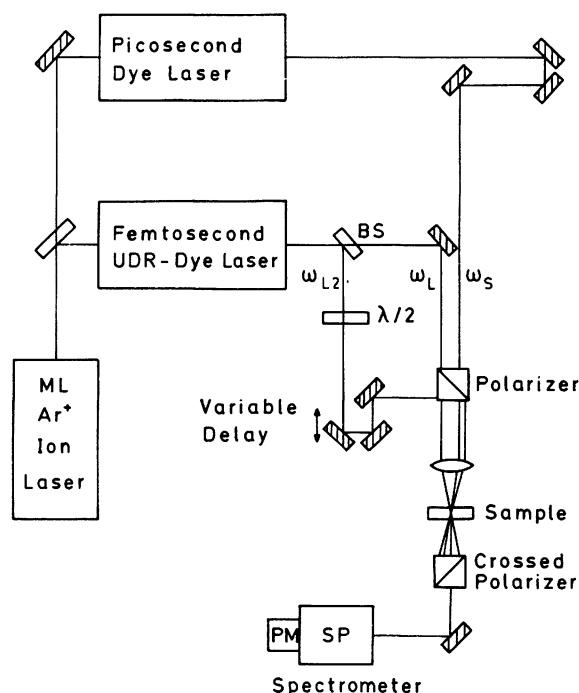 Picosecond
Dye Laser
Femtosecond
UDR-Dye Laser
BS
ω_L2
ω_L
ω_S
λ/2
ML
Ar⁺
Ion
Laser
Variable
Delay
Polarizer
Sample
Crossed
Polarizer
PM
SP
Spectrometer